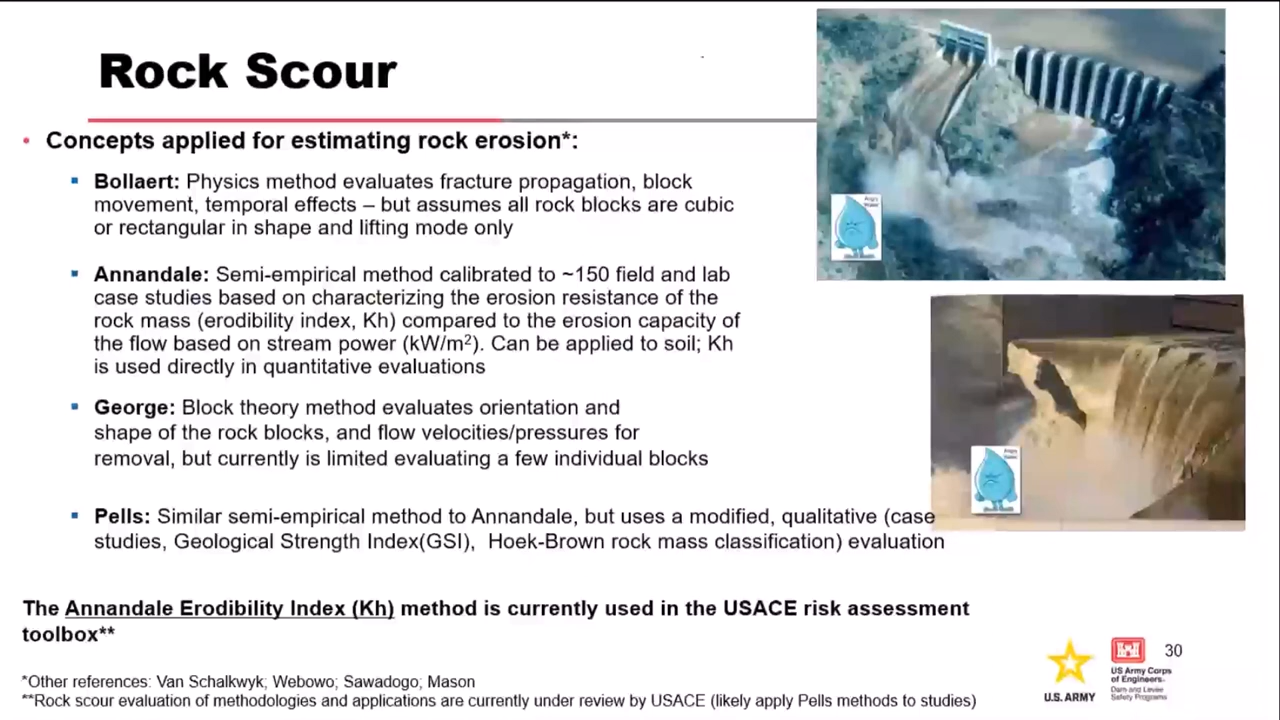 Rock Scour
• Concepts applied for estimating rock erosion*:
▪ Bollaert: Physics method evaluates fracture propagation, block
movement, temporal effects – but assumes all rock blocks are cubic
or rectangular in shape and lifting mode only
▪ Annandale: Semi-empirical method calibrated to ~150 field and lab
case studies based on characterizing the erosion resistance of the
rock mass (erodibility index, Kh) compared to the erosion capacity of
the flow based on stream power (kW/m²). Can be applied to soil; Kh
is used directly in quantitative evaluations
▪ George: Block theory method evaluates orientation and
shape of the rock blocks, and flow velocities/pressures for
removal, but currently is limited evaluating a few individual blocks
▪ Pells: Similar semi-empirical method to Annandale, but uses a modified, qualitative (case
studies, Geological Strength Index(GSI), Hoek-Brown rock mass classification) evaluation
The Annandale Erodibility Index (Kh) method is currently used in the USACE risk assessment
toolbox**
*Other references: Van Schalkwyk; Webowo; Sawadogo; Mason
**Rock scour evaluation of methodologies and applications are currently under review by USACE (likely apply Pells methods to studies)
Angry
Water
Angry
Water
U.S. ARMY
US Army Corps
of Engineers.
Dam and Levee
Safety Programs
30